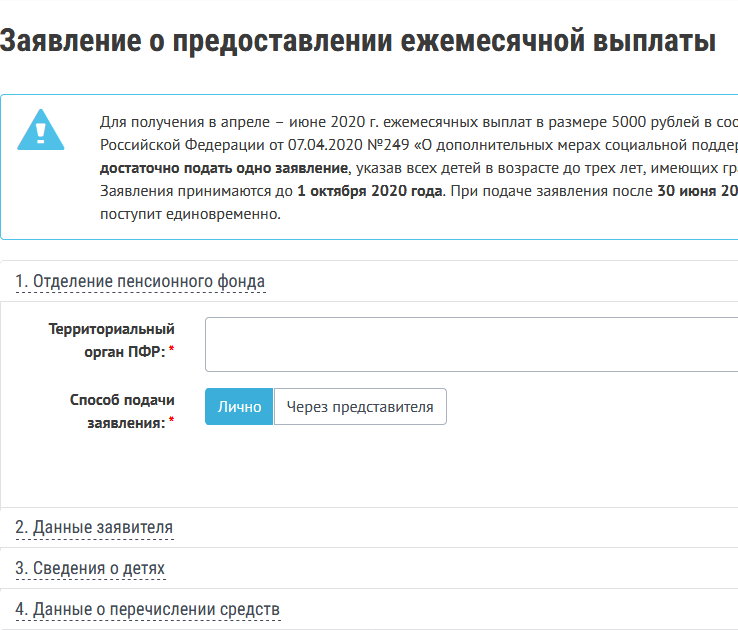 Заявление о предоставлении ежемесячной выплаты
Для получения в апреле – июне 2020 г. ежемесячных выплат в размере 5000 рублей в соо
Российской Федерации от 07.04.2020 №249 «О дополнительных мерах социальной поддер
достаточно подать одно заявление, указав всех детей в возрасте до трех лет, имеющих гра
Заявления принимаются до 1 октября 2020 года. При подаче заявления после 30 июня 20
поступит единовременно.
1. Отделение пенсионного фонда
Территориальный
орган ПФР: *
Способ подачи
заявления: *
Лично
Через представителя
2. Данные заявителя
3. Сведения о детях
4. Данные о перечислении средств